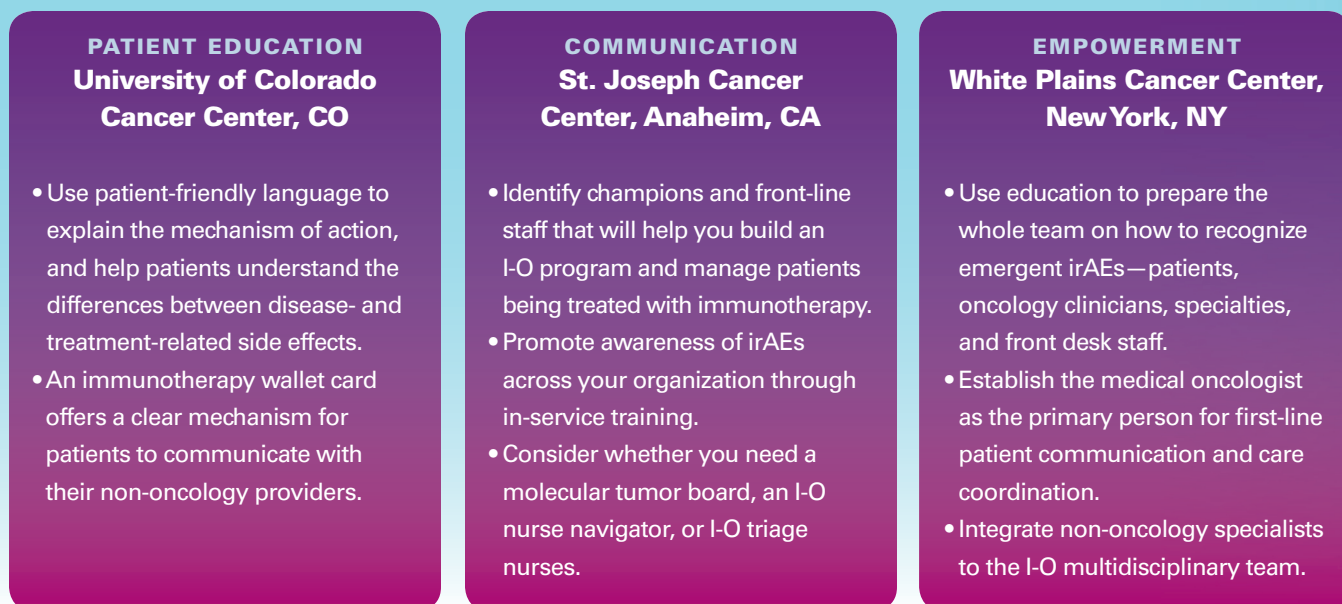 PATIENT EDUCATION
University of Colorado
Cancer Center, CO
• Use patient-friendly language to
explain the mechanism of action,
and help patients understand the
differences between disease- and
treatment-related side effects.
• An immunotherapy wallet card
offers a clear mechanism for
patients to communicate with
their non-oncology providers.
COMMUNICATION
St. Joseph Cancer
Center, Anaheim, CA
• Identify champions and front-line
staff that will help you build an
I-O program and manage patients
being treated with immunotherapy.
• Promote awareness of irAEs
across your organization through
in-service training.
• Consider whether you need a
molecular tumor board, an I-O
nurse navigator, or I-O triage
nurses.
EMPOWERMENT
White Plains Cancer Center,
New York, NY
• Use education to prepare the
whole team on how to recognize
emergent irAEs—patients,
oncology clinicians, specialties,
and front desk staff.
• Establish the medical oncologist
as the primary person for first-line
patient communication and care
coordination.
• Integrate non-oncology specialists
to the I-O multidisciplinary team.